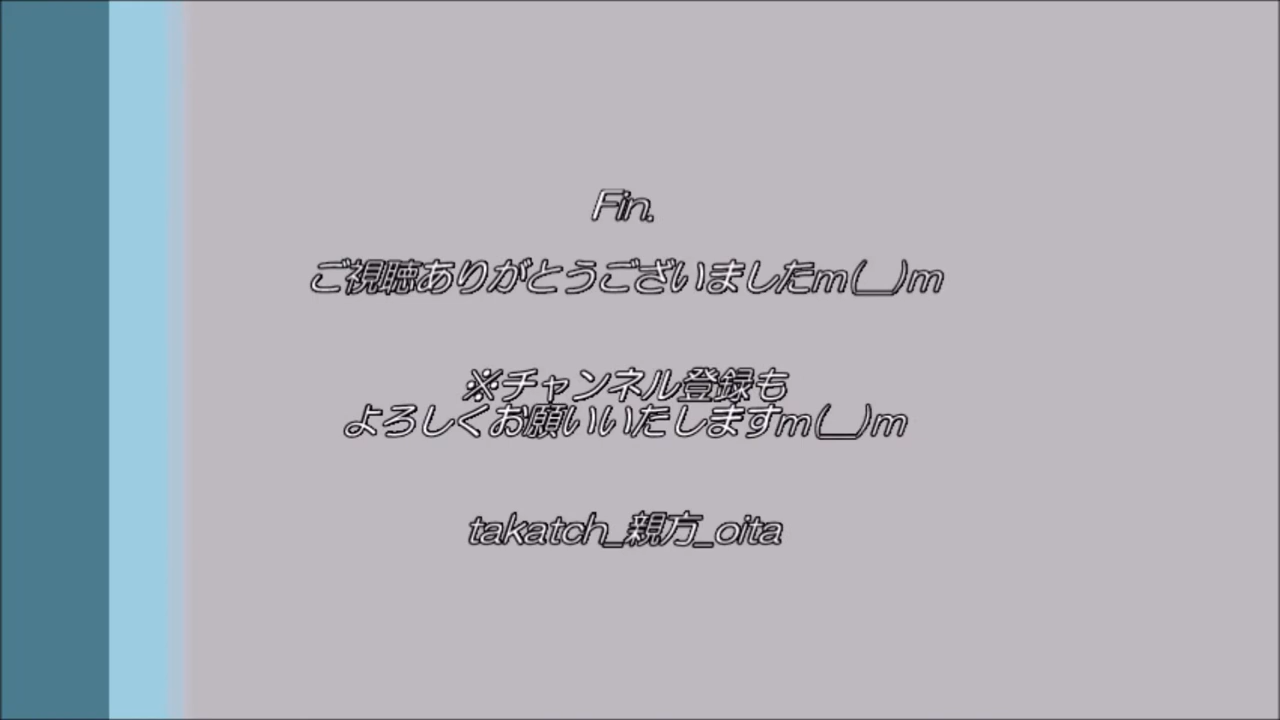 Fin.
ご視聴ありがとうございましたm(__)m
※チャンネル登録も
よろしくお願いいたしますm(__)m
takatch_親方_oita